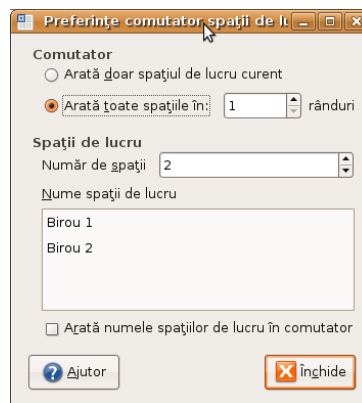 Preferințe comutator spații de lu
Comutator
Arată doar spațiul de lucru curent
Arată toate spațiile în: 1 rânduri
Spații de lucru
Număr de spații 2
Nume spații de lucru
Birou 1
Birou 2
Arată numele spațiilor de lucru în comutator
Ajutor Închide